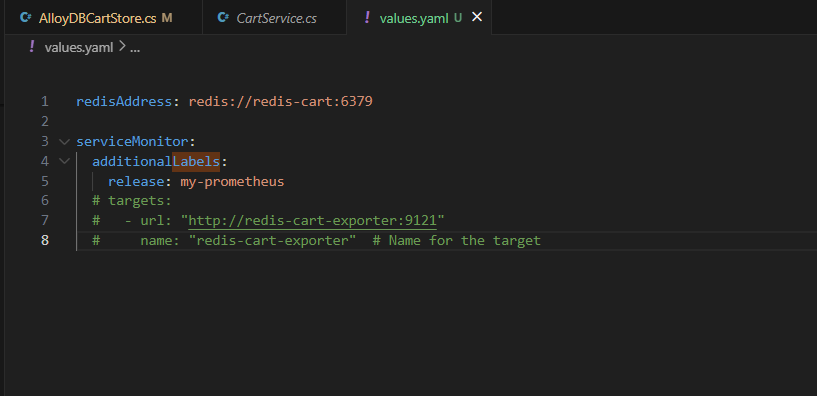 AlloyDBCartStore.cs M CartService.cs values.yaml U
values.yaml > ...
1 redisAddress: redis://redis-cart:6379
2
3 serviceMonitor:
4 additionalLabels:
5 release: my-prometheus
6 # targets:
7 # - url: "http://redis-cart-exporter:9121"
8 # name: "redis-cart-exporter" # Name for the target